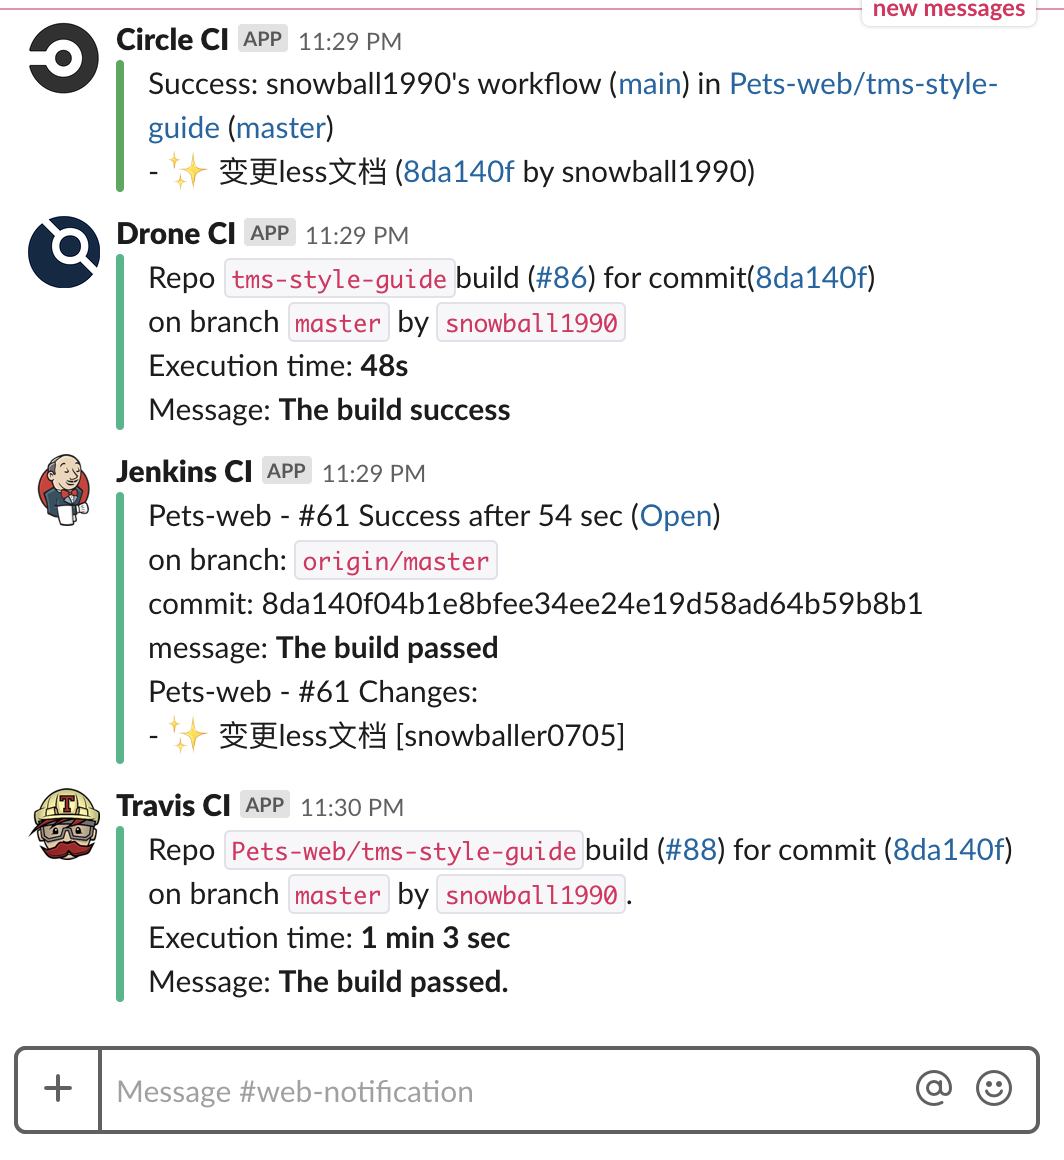 new messages
Circle CI APP 11:29 PM
Success: snowball1990's workflow (main) in Pets-web/tms-style-
guide (master)
- ✨ 变更less文档 (8da140f by snowball1990)
Drone CI APP 11:29 PM
Repo tms-style-guide build (#86) for commit(8da140f)
on branch master by snowball1990
Execution time: 48s
Message: The build success
Jenkins CI APP 11:29 PM
Pets-web - #61 Success after 54 sec (Open)
on branch: origin/master
commit: 8da140f04b1e8bfee34ee24e19d58ad64b59b8b1
message: The build passed
Pets-web - #61 Changes:
- ✨ 变更less文档 [snowballer0705]
T
Travis CI APP 11:30 PM
Repo Pets-web/tms-style-guide build (#88) for commit (8da140f)
on branch master by snowball1990.
Execution time: 1 min 3 sec
Message: The build passed.
+ Message #web-notification @